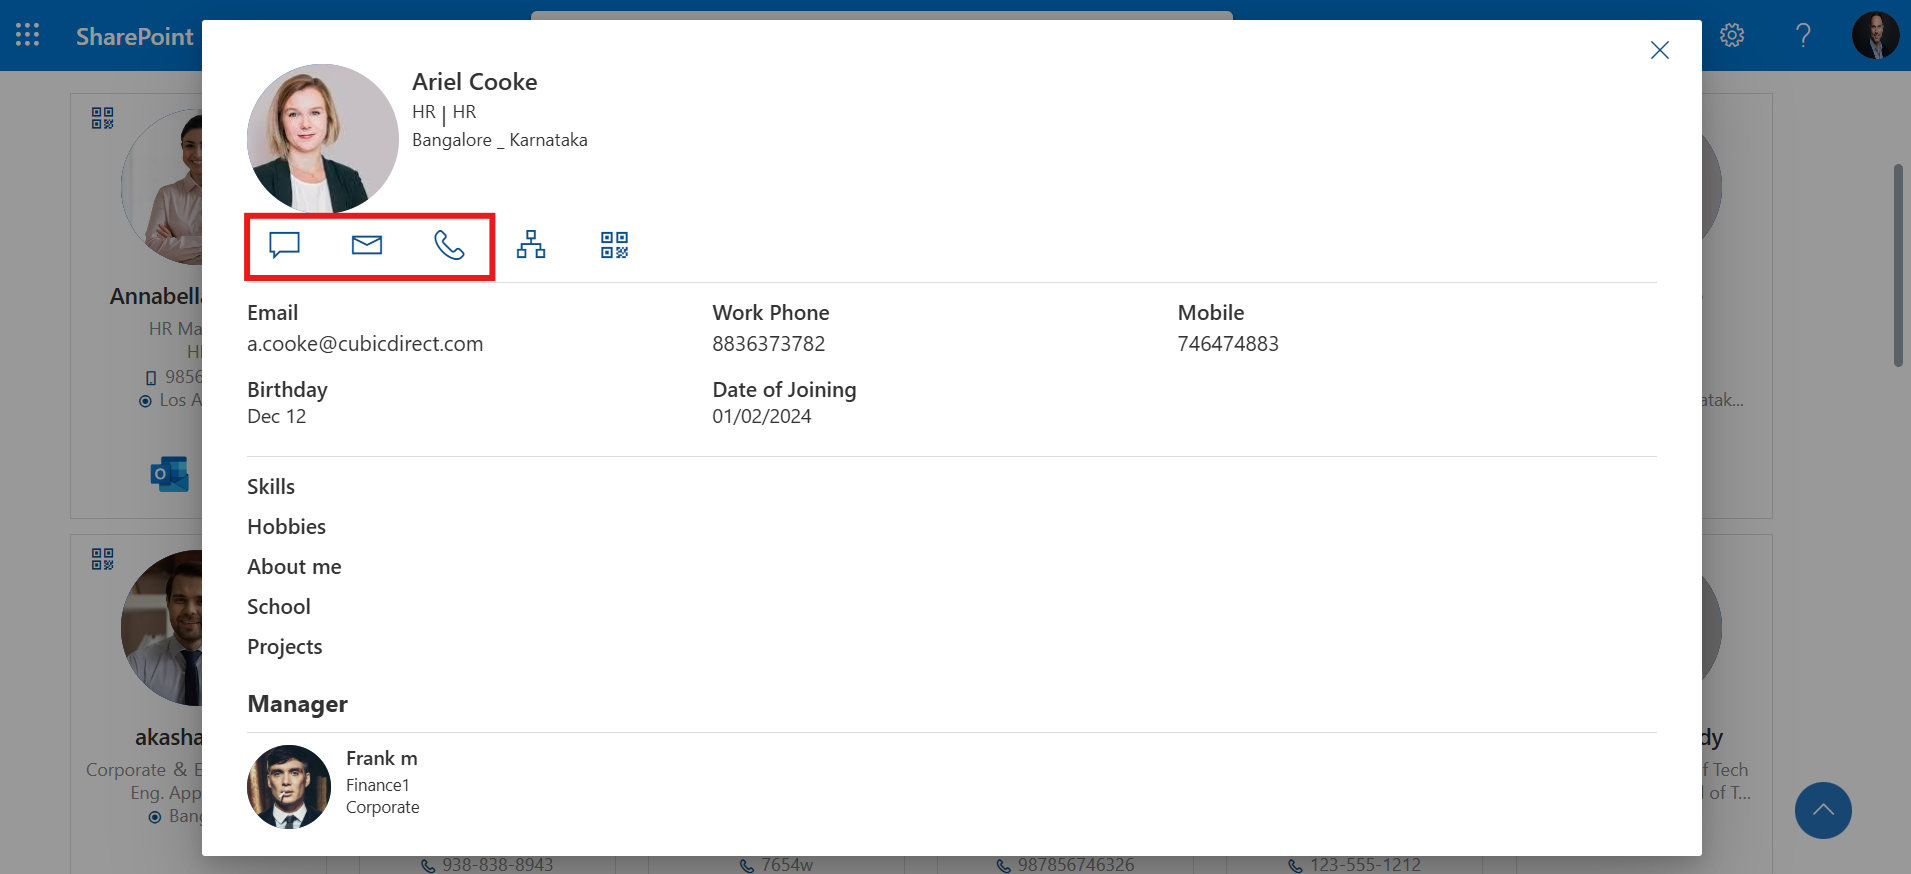 SharePoint
Ariel Cooke
HR | HR
Bangalore _ Karnataka
Email
a.cooke@cubicdirect.com
Work Phone
8836373782
Mobile
746474883
Birthday
Dec 12
Date of Joining
01/02/2024
Skills
Hobbies
About me
School
Projects
Manager
Frank m
Finance1
Corporate
Annabell
HR Ma
H
9856
Los A
atak...
akasha
Corporate & E
Eng. App
Bang
dy
f Tech
of T...
938-838-8943
7654w
987856746326
123-555-1212